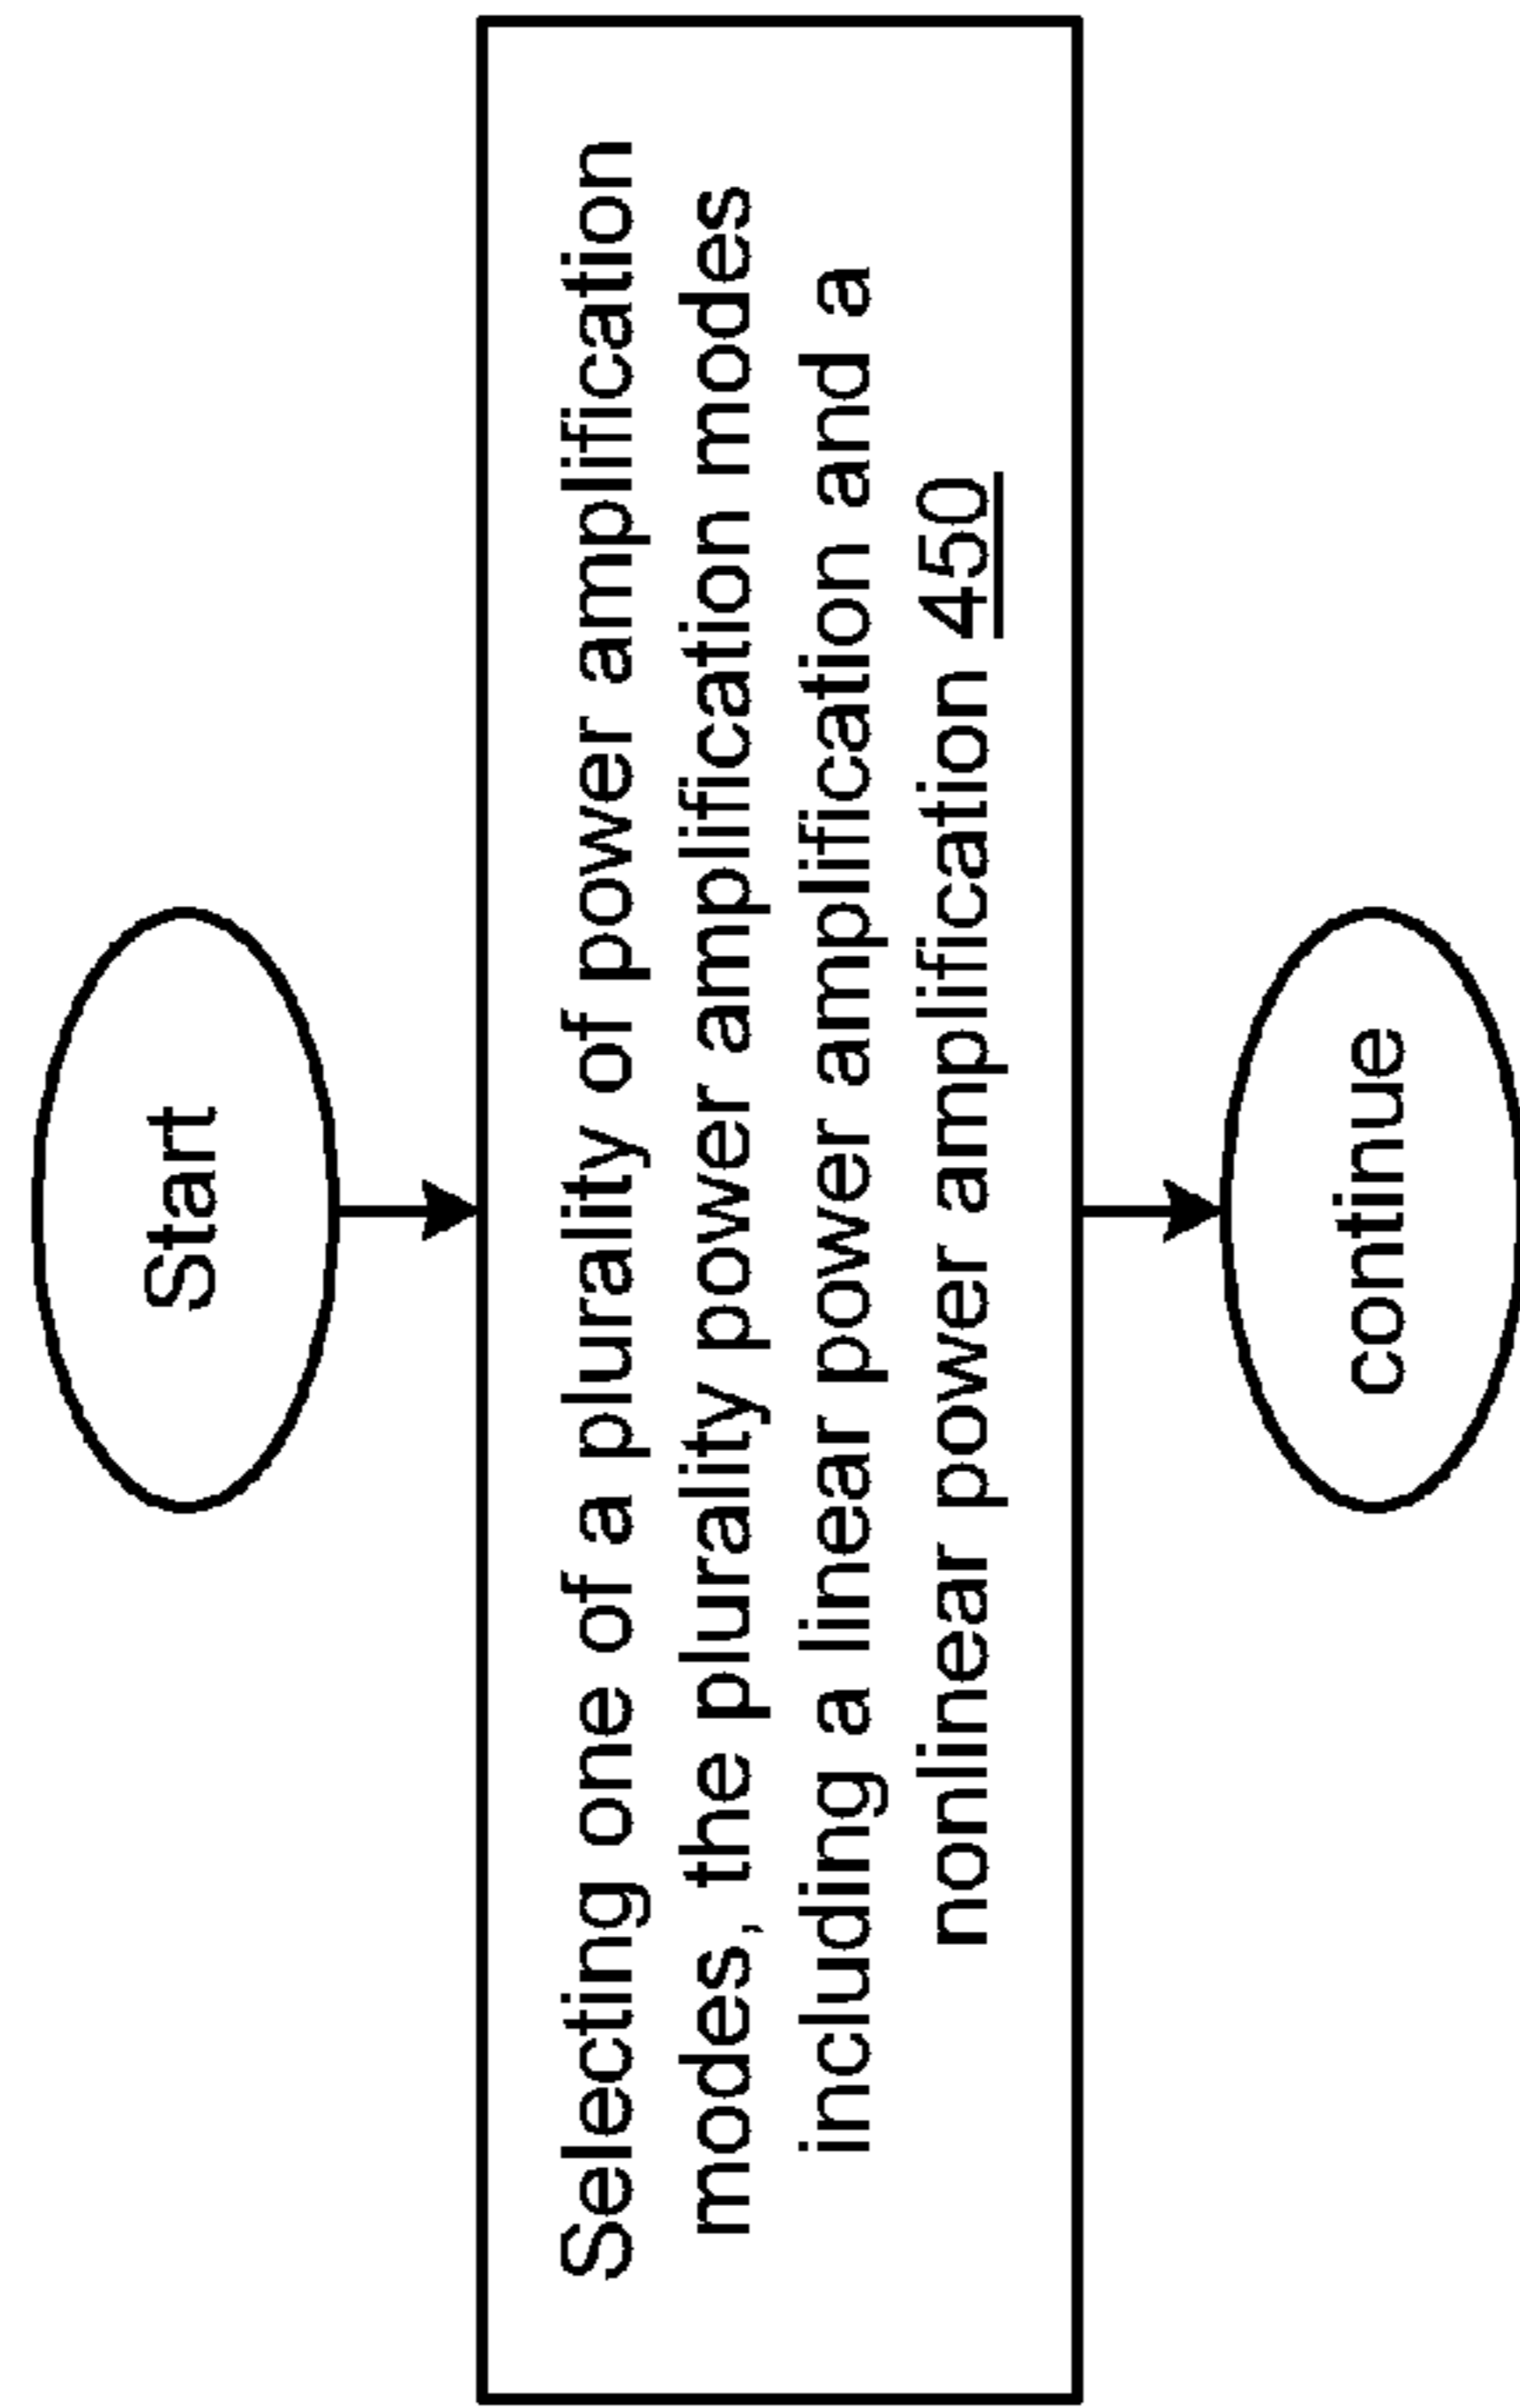 Start
Selecting one of a plurality of power amplification
modes, the plurality power amplification modes
including a linear power amplification and a
nonlinear power amplification 450
continue